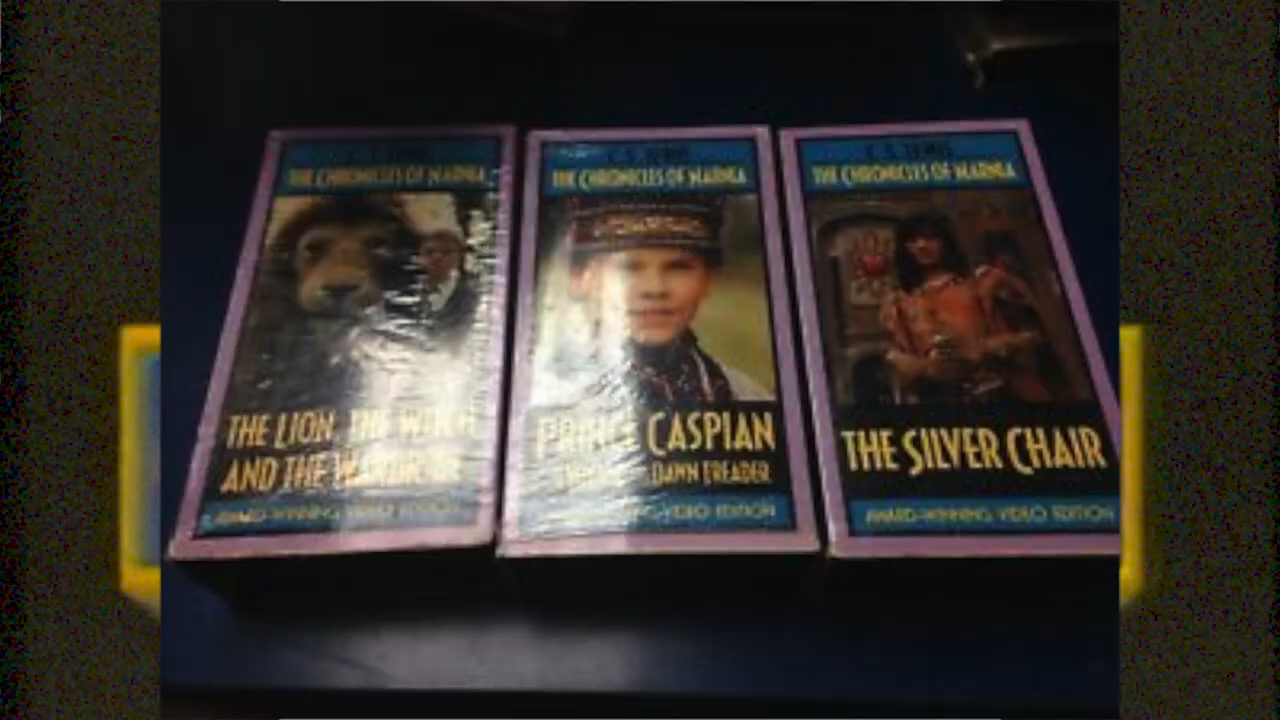 C.S. LEWIS
THE CHRONICLES OF NARNIA
THE LION, THE WITCH
AND THE WARDROBE
AWARD-WINNING VIDEO EDITION
C.S. LEWIS
THE CHRONICLES OF NARNIA
PRINCE CASPIAN
DAWN TREADER
VIDEO EDITION
C.S. LEWIS
THE CHRONICLES OF NARNIA
THE SILVER CHAIR
AWARD-WINNING VIDEO EDITION